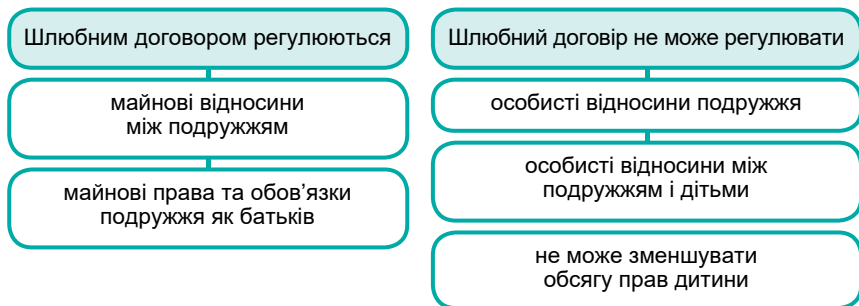 Шлюбним договором регулюються
майнові відносини
між подружжям
майнові права та обов’язки
подружжя як батьків
Шлюбний договір не може регулювати
особисті відносини подружжя
особисті відносини між
подружжям і дітьми
не може зменшувати
обсягу прав дитини